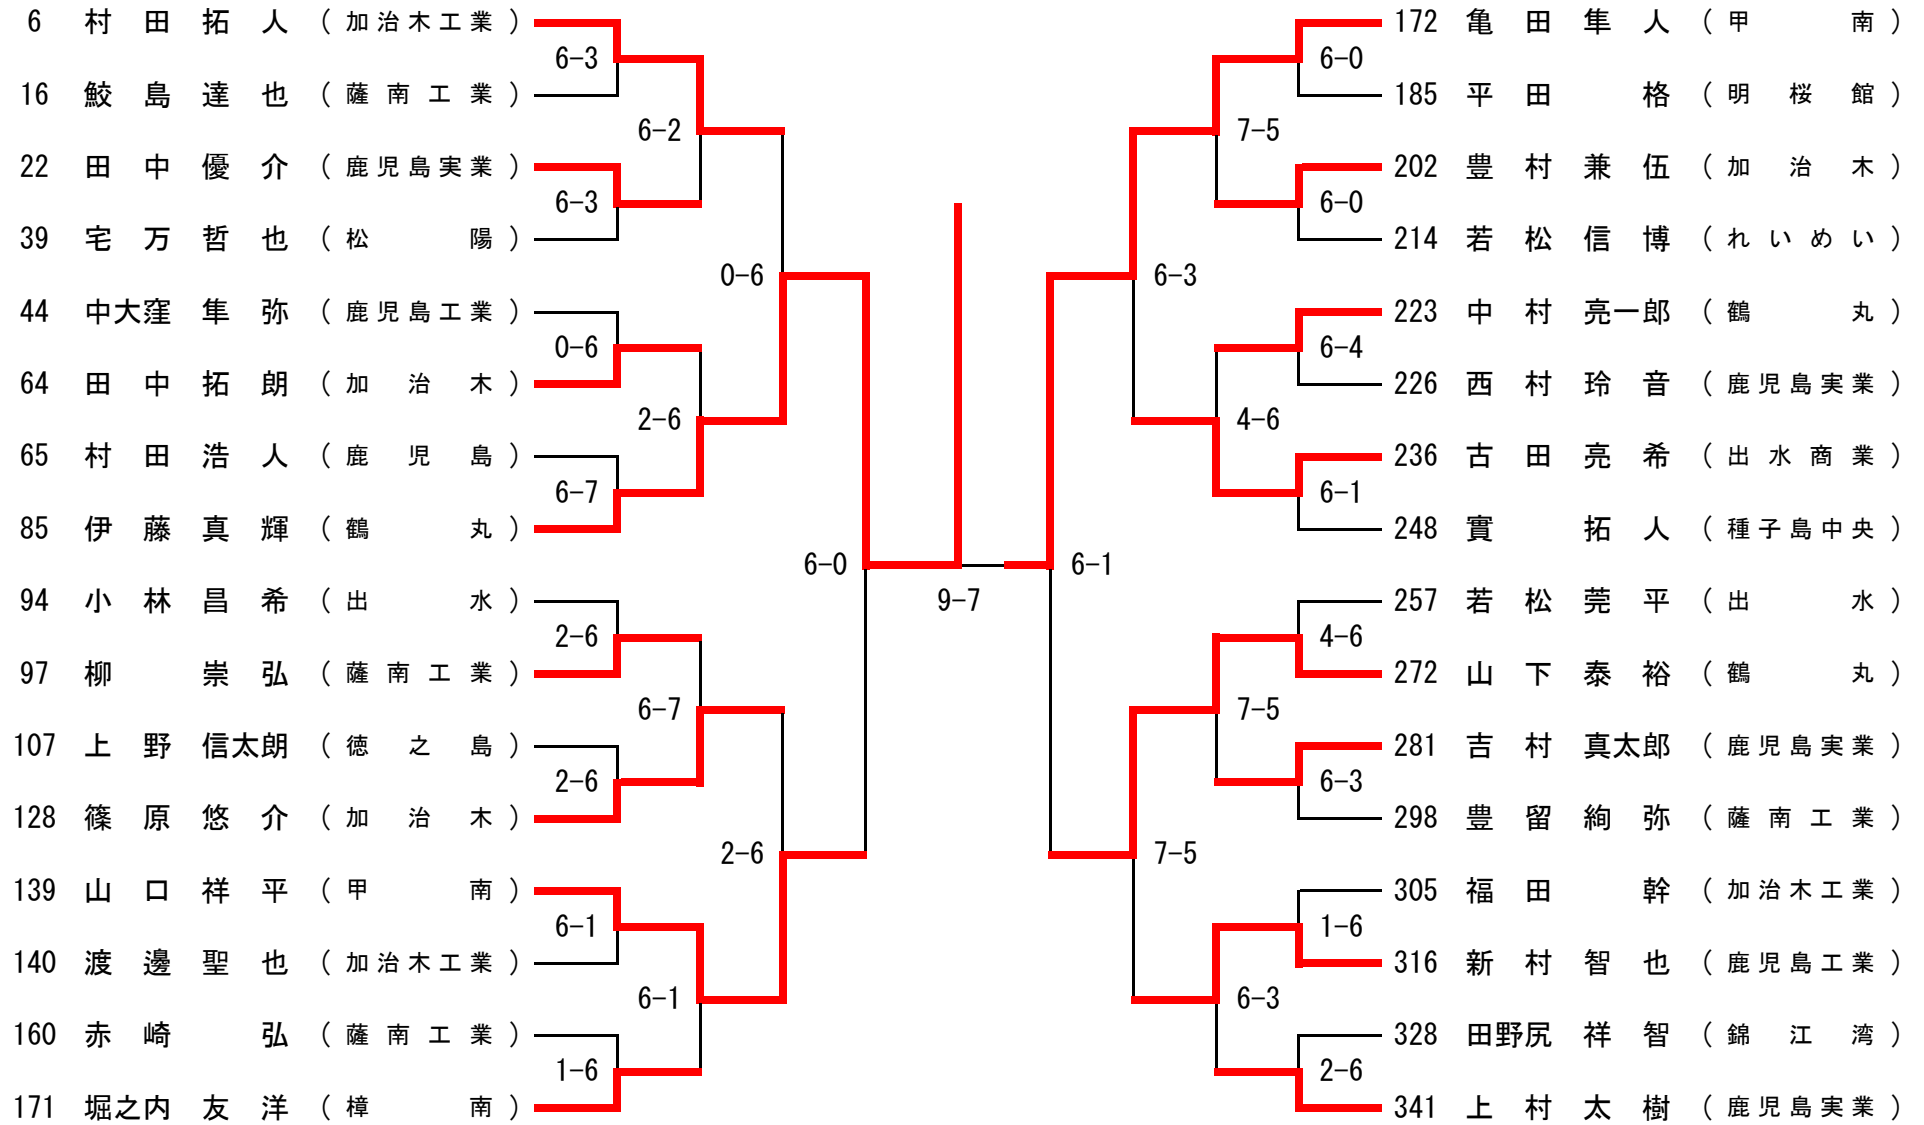 6 村田拓人 (加治木工業)
6-3
16 鮫島達也 (薩南工業)
6-2
22 田中優介 (鹿児島実業)
6-3
39 宅万哲也 (松陽)
0-6
44 中大窪隼弥 (鹿児島工業)
0-6
64 田中拓朗 (加治木)
2-6
65 村田浩人 (鹿児島)
6-7
85 伊藤真輝 (鶴丸)
6-0
94 小林昌希 (出水)
2-6
97 柳崇弘 (薩南工業)
6-7
107 上野信太朗 (徳之島)
2-6
128 篠原悠介 (加治木)
2-6
139 山口祥平 (甲南)
6-1
140 渡邊聖也 (加治木工業)
6-1
160 赤崎弘 (薩南工業)
1-6
171 堀之内友洋 (樟南)
9-7
172 亀田隼人 (甲南)
6-0
185 平田格 (明桜館)
7-5
202 豊村兼伍 (加治木)
6-0
214 若松信博 (れいめい)
6-3
223 中村亮一郎 (鶴丸)
6-4
226 西村玲音 (鹿児島実業)
4-6
236 古田亮希 (出水商業)
6-1
248 實拓人 (種子島中央)
6-1
257 若松莞平 (出水)
4-6
272 山下泰裕 (鶴丸)
7-5
281 吉村真太郎 (鹿児島実業)
6-3
298 豊留絢弥 (薩南工業)
7-5
305 福田幹 (加治木工業)
1-6
316 新村智也 (鹿児島工業)
6-3
328 田野尻祥智 (錦江湾)
2-6
341 上村太樹 (鹿児島実業)